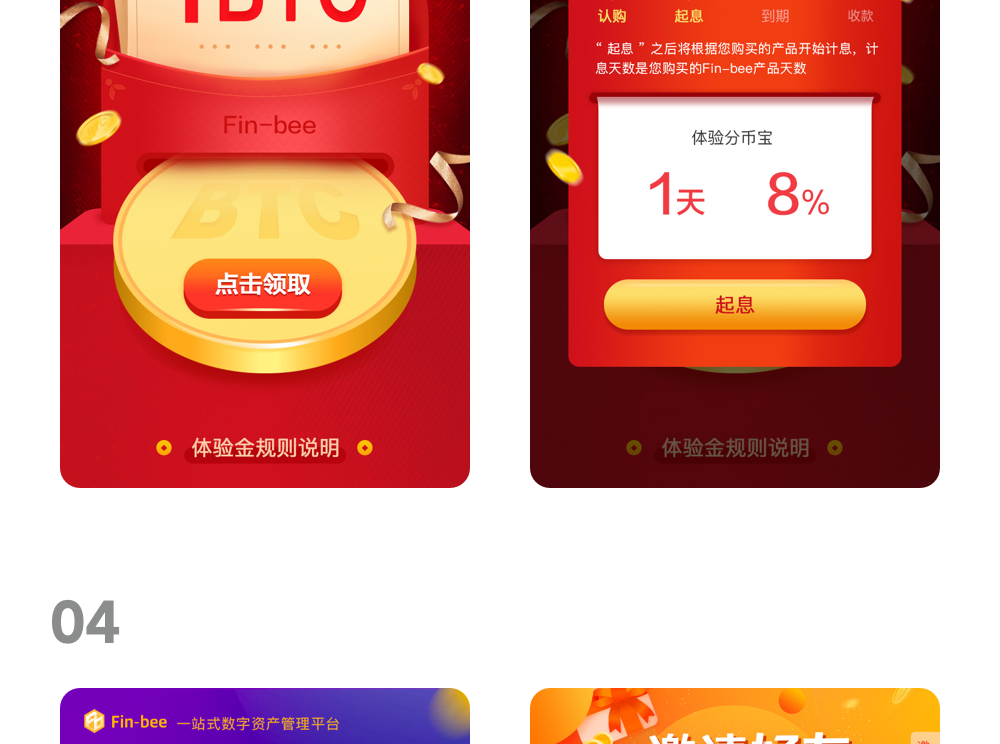 1BTC
Fin-bee
BTC
点击领取
体验金规则说明
认购 起息 到期 收款
“ 起息 ” 之后将根据您购买的产品开始计息，计
息天数是您购买的Fin-bee产品天数
体验分币宝
1天 8%
起息
体验金规则说明
04
Fin-bee 一站式数字资产管理平台
邀请好友